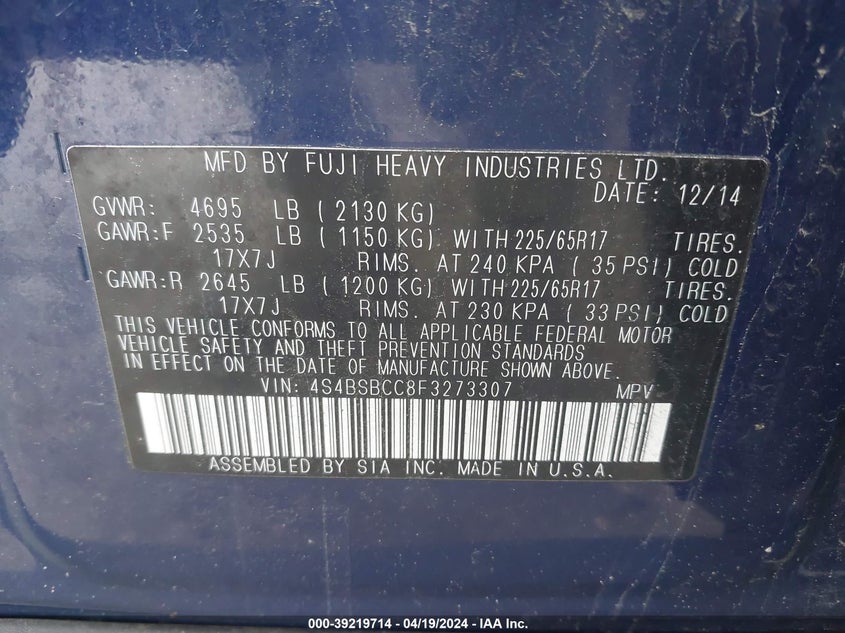 MFD BY FUJI HEAVY INDUSTRIES LTD.
DATE: 12/14
GVWR: 4695 LB ( 2130 KG)
GAWR:F 2535 LB ( 1150 KG) WITH 225/65R17 TIRES.
17X7J RIMS. AT 240 KPA ( 35 PSI) COLD
GAWR:R 2645 LB ( 1200 KG) WITH 225/65R17 TIRES.
17X7J RIMS. AT 230 KPA ( 33 PSI) COLD
THIS VEHICLE CONFORMS TO ALL APPLICABLE FEDERAL MOTOR
VEHICLE SAFETY AND THEFT PREVENTION STANDARDS
IN EFFECT ON THE DATE OF MANUFACTURE SHOWN ABOVE.
VIN: 4S4BSBCC8F3273307 MPV
ASSEMBLED BY SIA INC. MADE IN U.S.A.
000-39219714 - 04/19/2024 - IAA Inc.